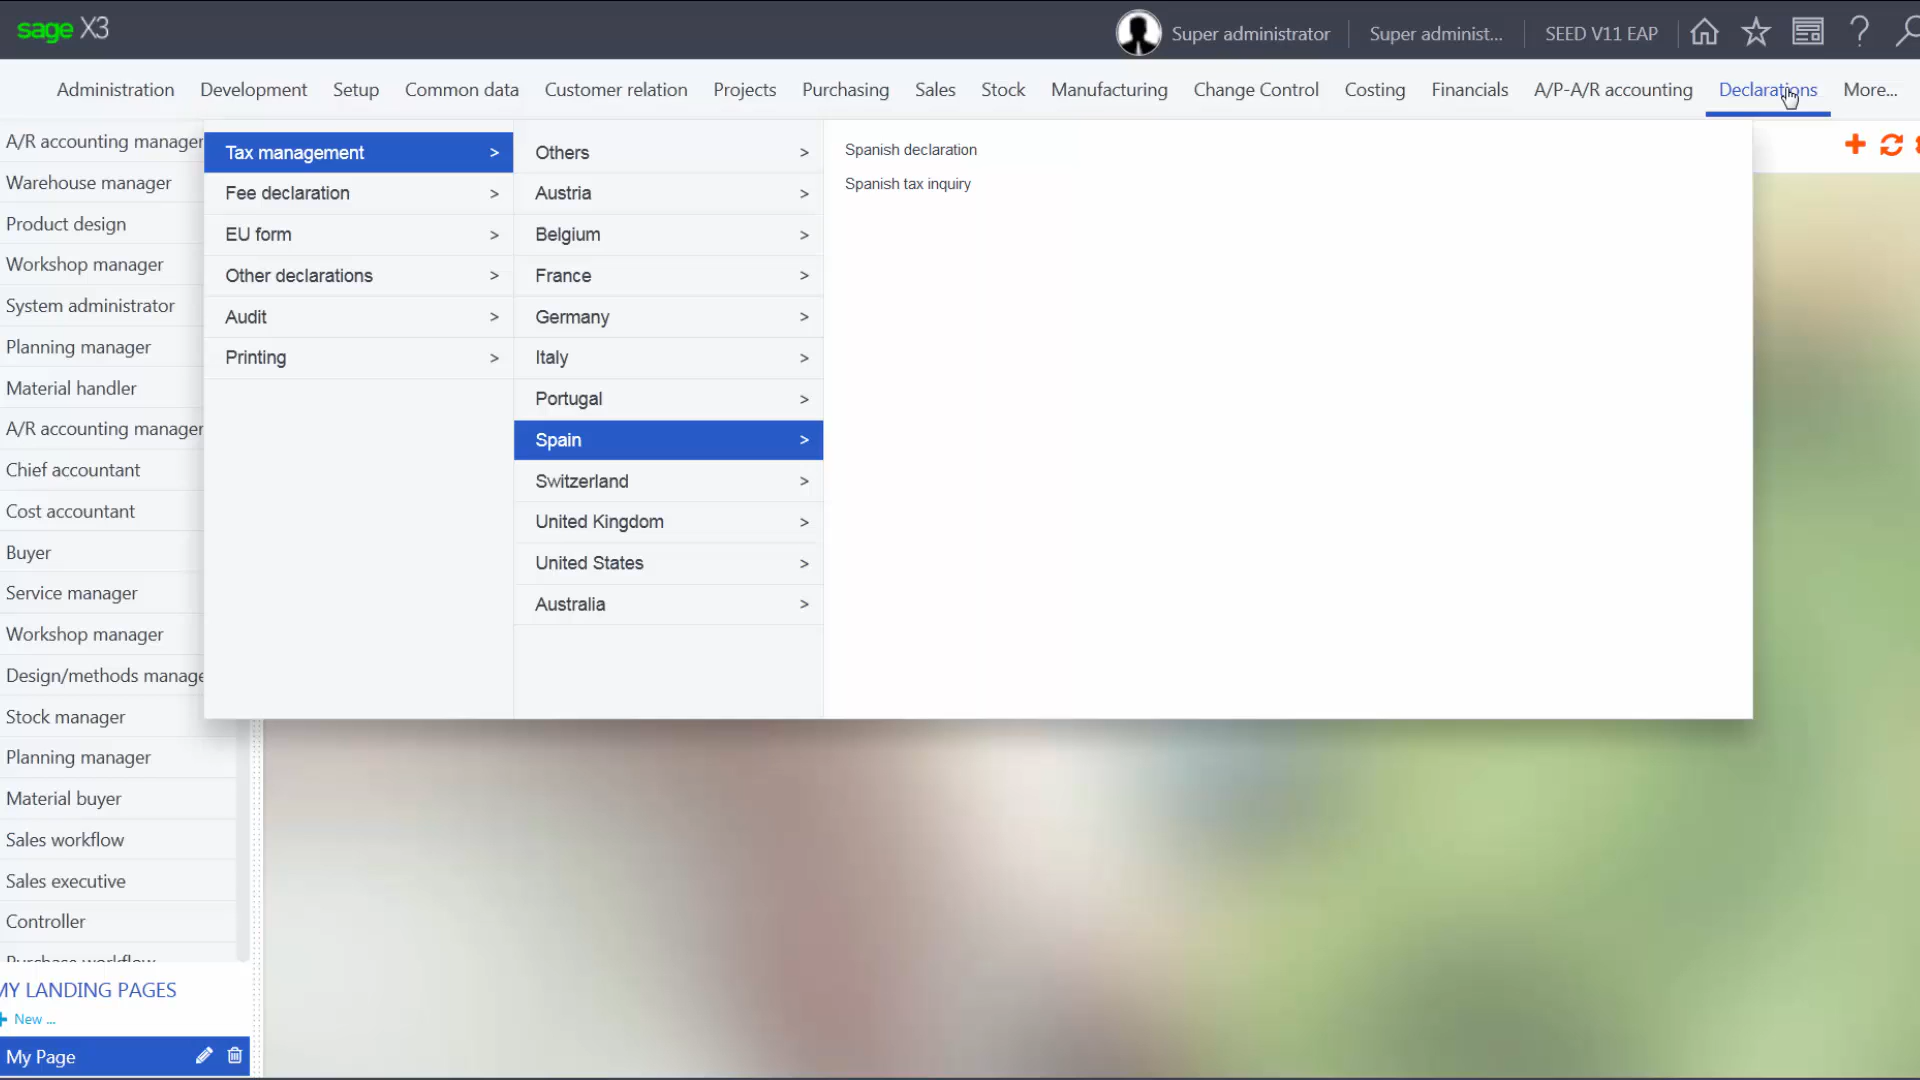 sage X3
Super administrator
Super administ...
SEED V11 EAP
Administration
Development
Setup
Common data
Customer relation
Projects
Purchasing
Sales
Stock
Manufacturing
Change Control
Costing
Financials
A/P-A/R accounting
Declarations
More...
A/R accounting manager
Warehouse manager
Product design
Workshop manager
System administrator
Planning manager
Material handler
A/R accounting manager
Chief accountant
Cost accountant
Buyer
Service manager
Workshop manager
Design/methods manage
Stock manager
Planning manager
Material buyer
Sales workflow
Sales executive
Controller
Purchase workflow
MY LANDING PAGES
New ...
My Page
Tax management >
Fee declaration >
EU form >
Other declarations >
Audit >
Printing >
Others >
Austria >
Belgium >
France >
Germany >
Italy >
Portugal >
Spain >
Switzerland >
United Kingdom >
United States >
Australia >
Spanish declaration
Spanish tax inquiry